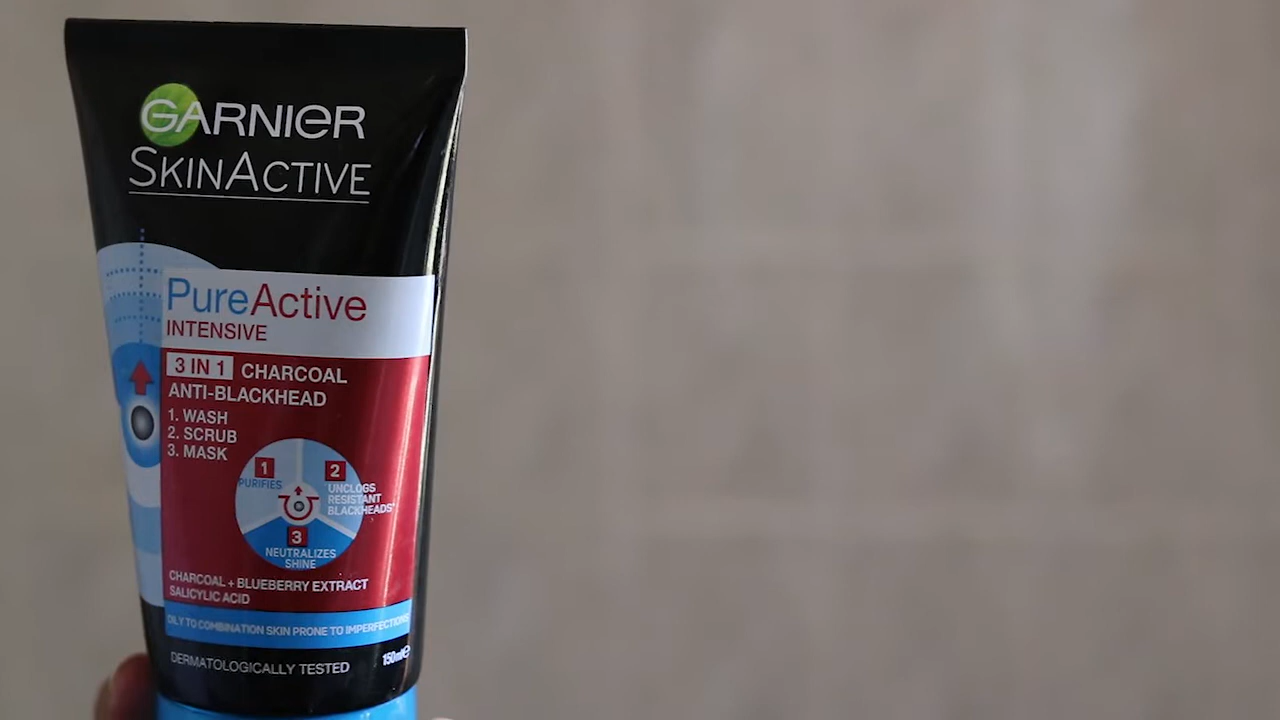 GARNIER
SKINACTIVE
PureActive
INTENSIVE
3 IN 1 CHARCOAL
ANTI-BLACKHEAD
1. WASH
2. SCRUB
3. MASK
1
PURIFIES
2
UNCLOGS
RESISTANT
BLACKHEADS*
3
NEUTRALIZES
SHINE
CHARCOAL + BLUEBERRY EXTRACT
SALICYLIC ACID
OILY TO COMBINATION SKIN PRONE TO IMPERFECTIONS
DERMATOLOGICALLY TESTED
150ml℮